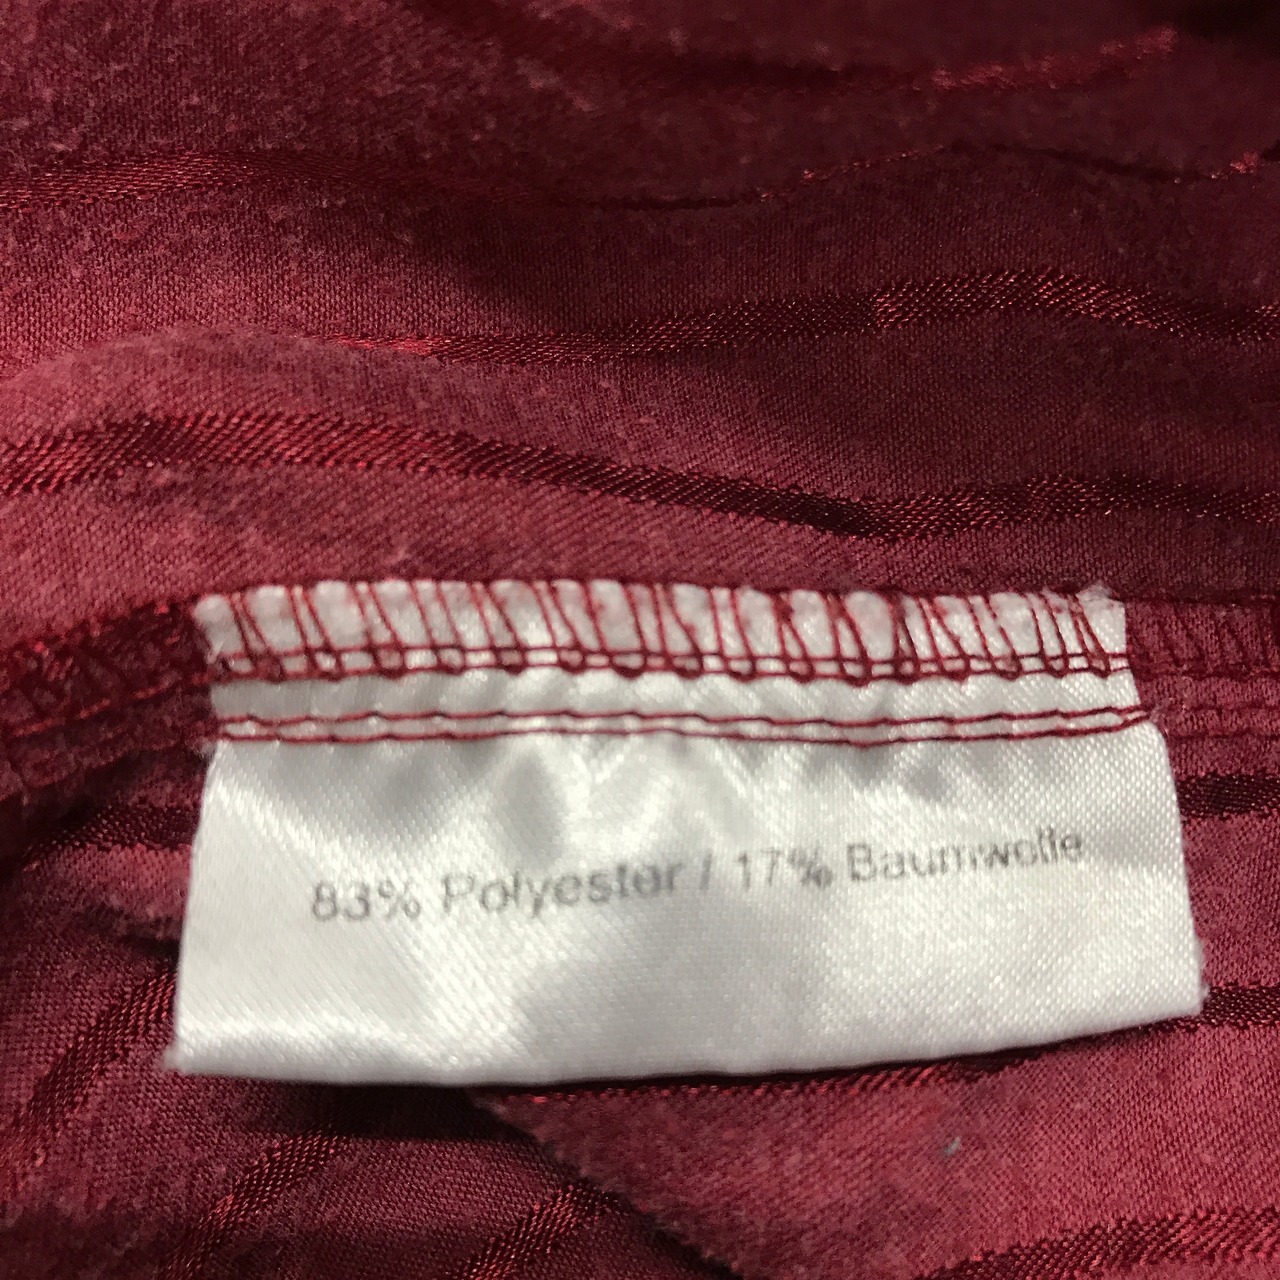 83% Polyester / 17% Baumwolle